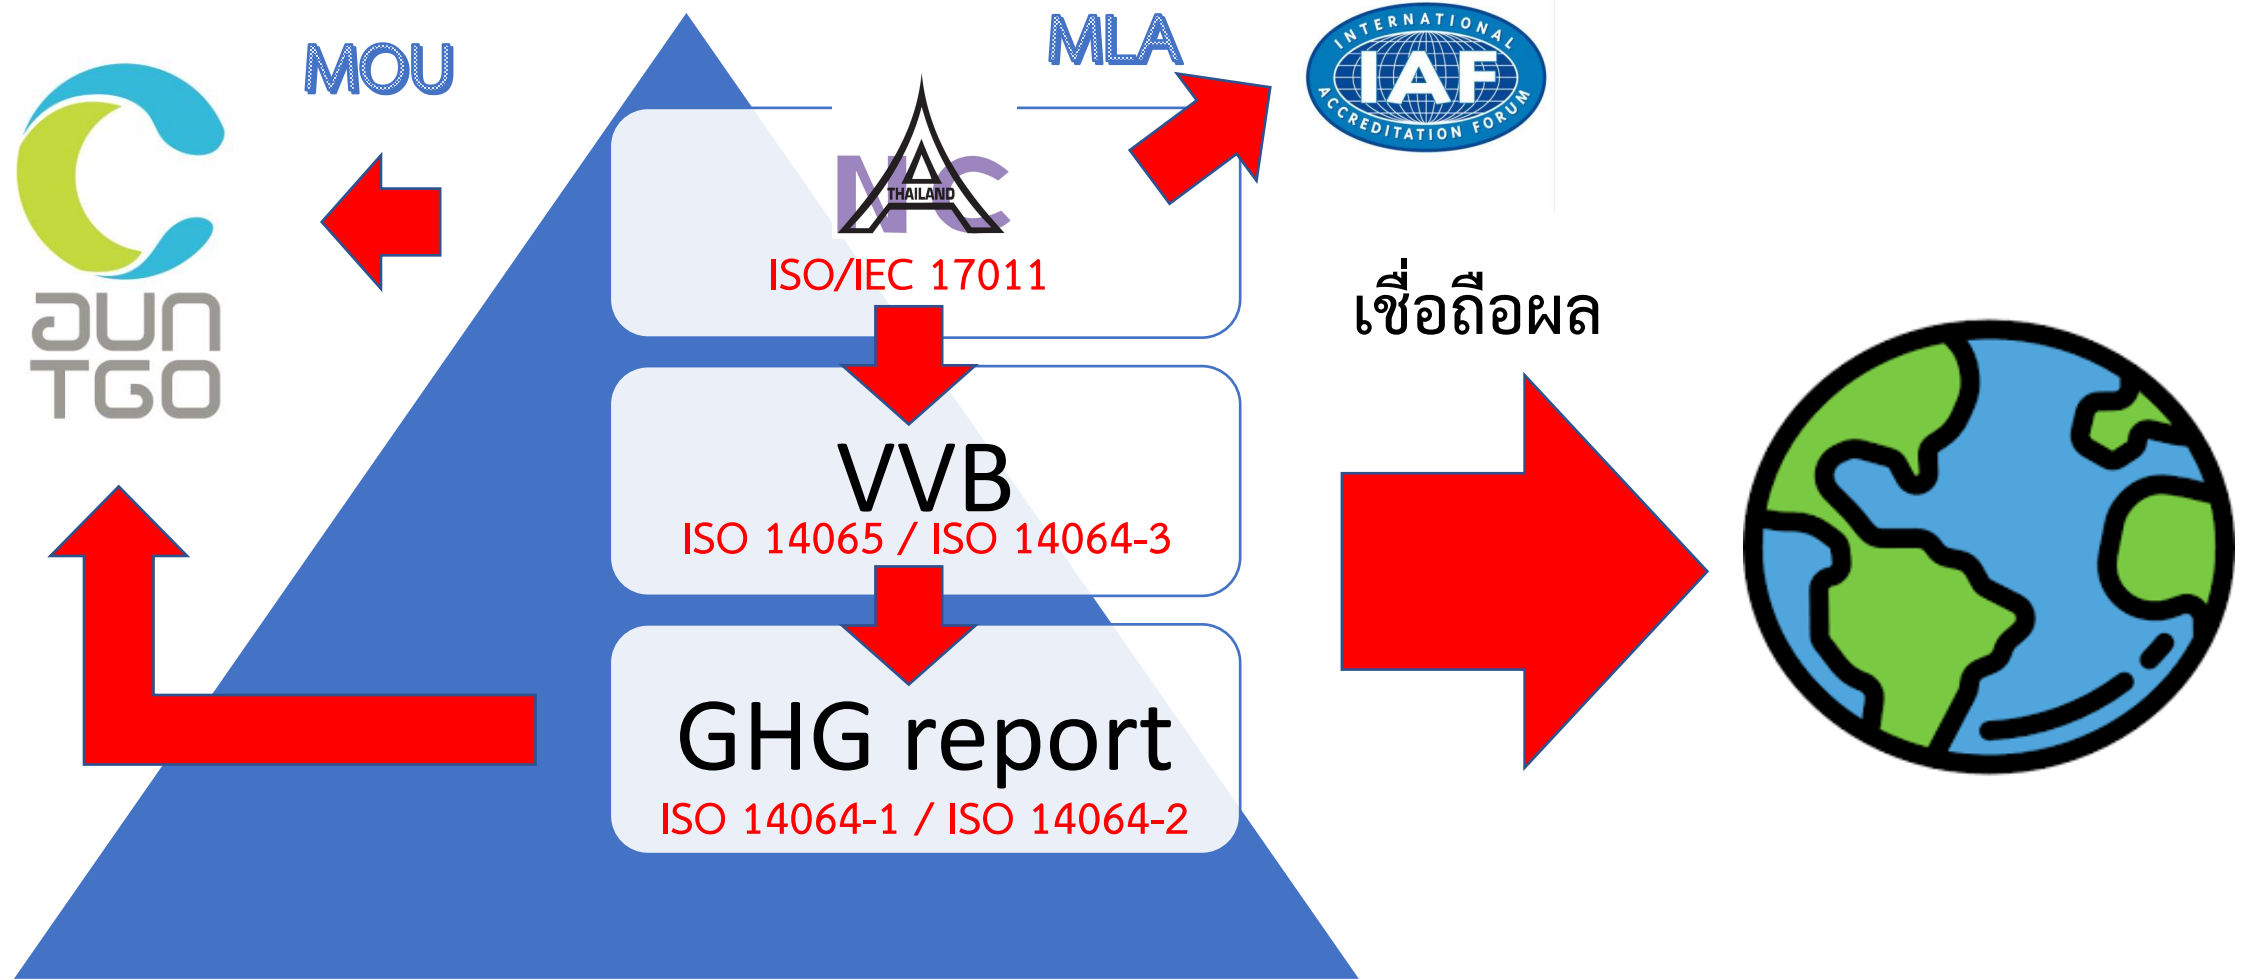 MOU
MLA
INTERNATIONAL
IAF
ACCREDITATION FORUM
NAC
THAILAND
ISO/IEC 17011
อบก
TGO
เชื่อถือผล
VVB
ISO 14065 / ISO 14064-3
GHG report
ISO 14064-1 / ISO 14064-2